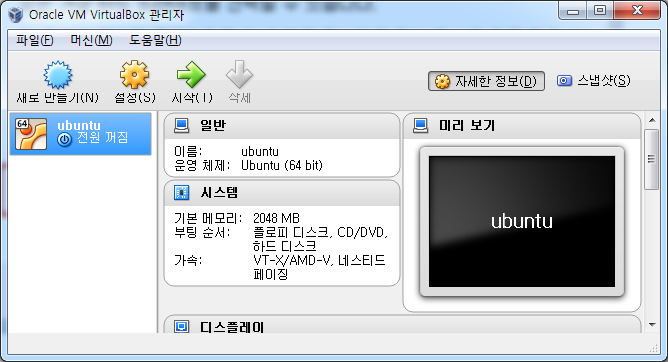 Oracle VM VirtualBox 관리자
파일(F) 머신(M) 도움말(H)
새로 만들기(N) 설정(S) 시작(T) 삭제 자세한 정보(D) 스냅샷(S)
64
ubuntu
전원 꺼짐
일반
이름: ubuntu
운영 체제: Ubuntu (64 bit)
시스템
기본 메모리: 2048 MB
부팅 순서: 플로피 디스크, CD/DVD,
하드 디스크
가속: VT-X/AMD-V, 네스티드
페이징
디스플레이
미리 보기
ubuntu